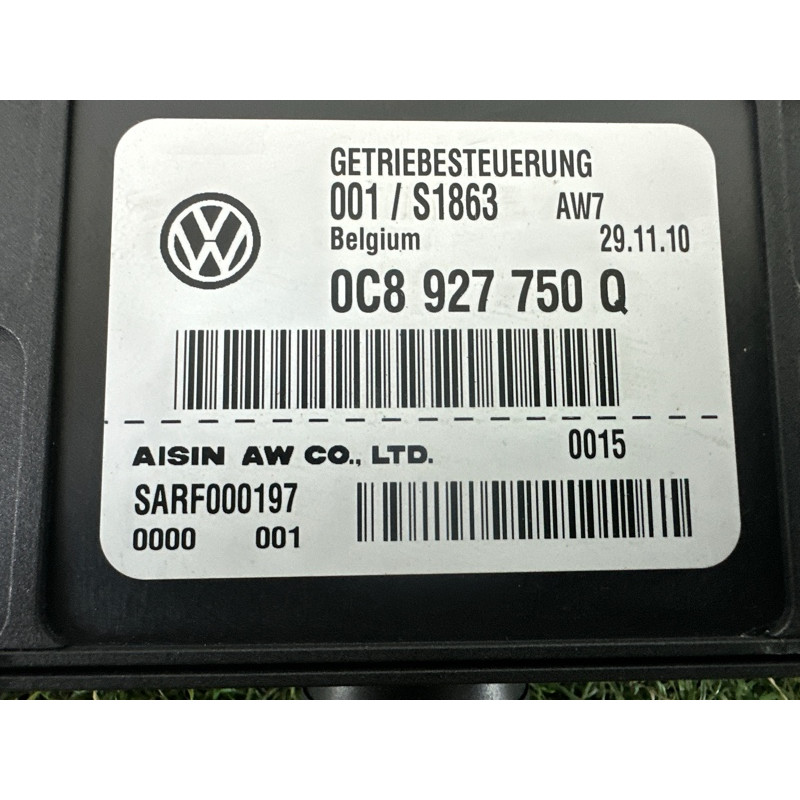 GETRIEBESTEUERUNG
001 / S1863 AW7
Belgium 29.11.10
0C8 927 750 Q
AISIN AW CO., LTD. 0015
SARF000197
0000 001